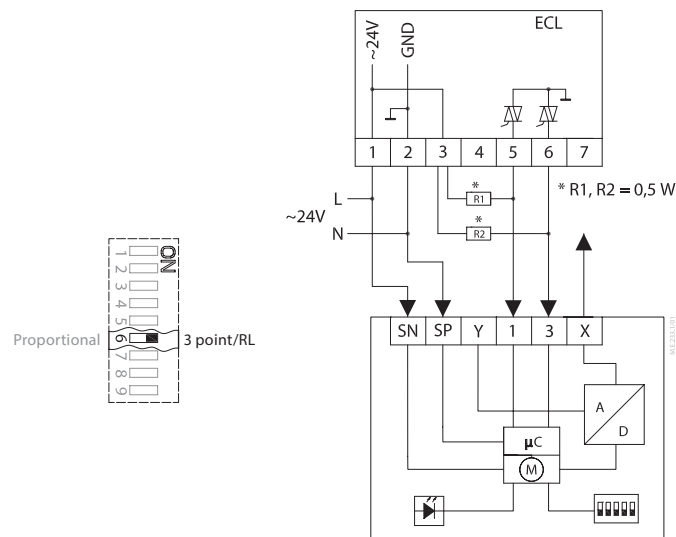 ECL
~24V
GND
1 2 3 4 5 6 7
* R1, R2 = 0,5 W
*
R1
*
R2
L
~24V
N
ON
1
2
3
4
5
6
7
8
9
Proportional
3 point/RL
SN SP Y 1 3 X
A
D
µC
M